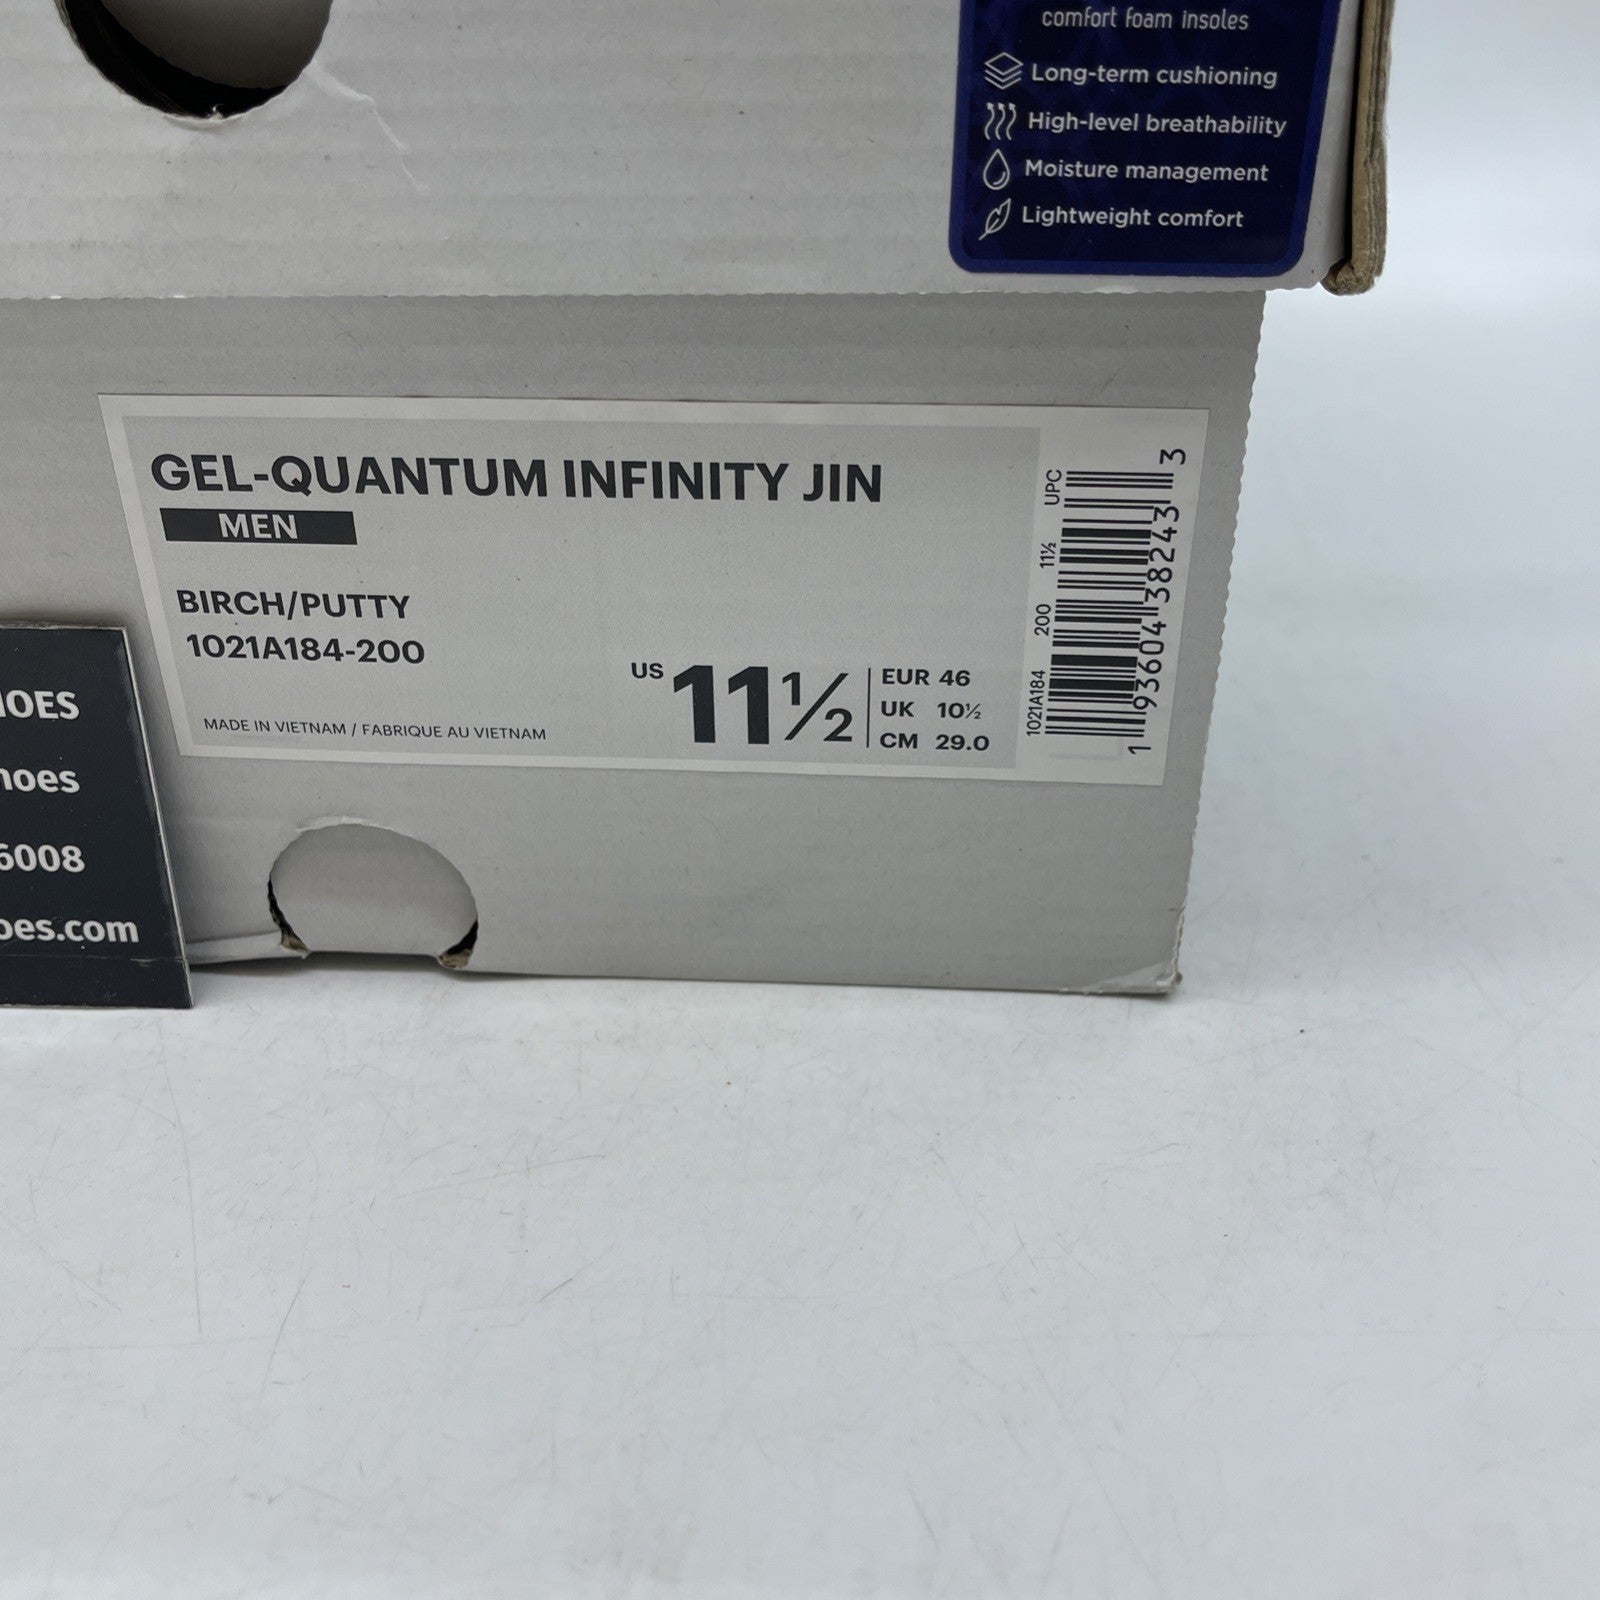 comfort foam insoles
Long-term cushioning
High-level breathability
Moisture management
Lightweight comfort
GEL-QUANTUM INFINITY JIN
MEN
BIRCH/PUTTY
1021A184-200
MADE IN VIETNAM / FABRIQUE AU VIETNAM
US 11½
EUR 46
UK 10½
CM 29.0
1021A184 200 11½ UPC
1 93604 38243 3
OES
hoes
6008
oes.com